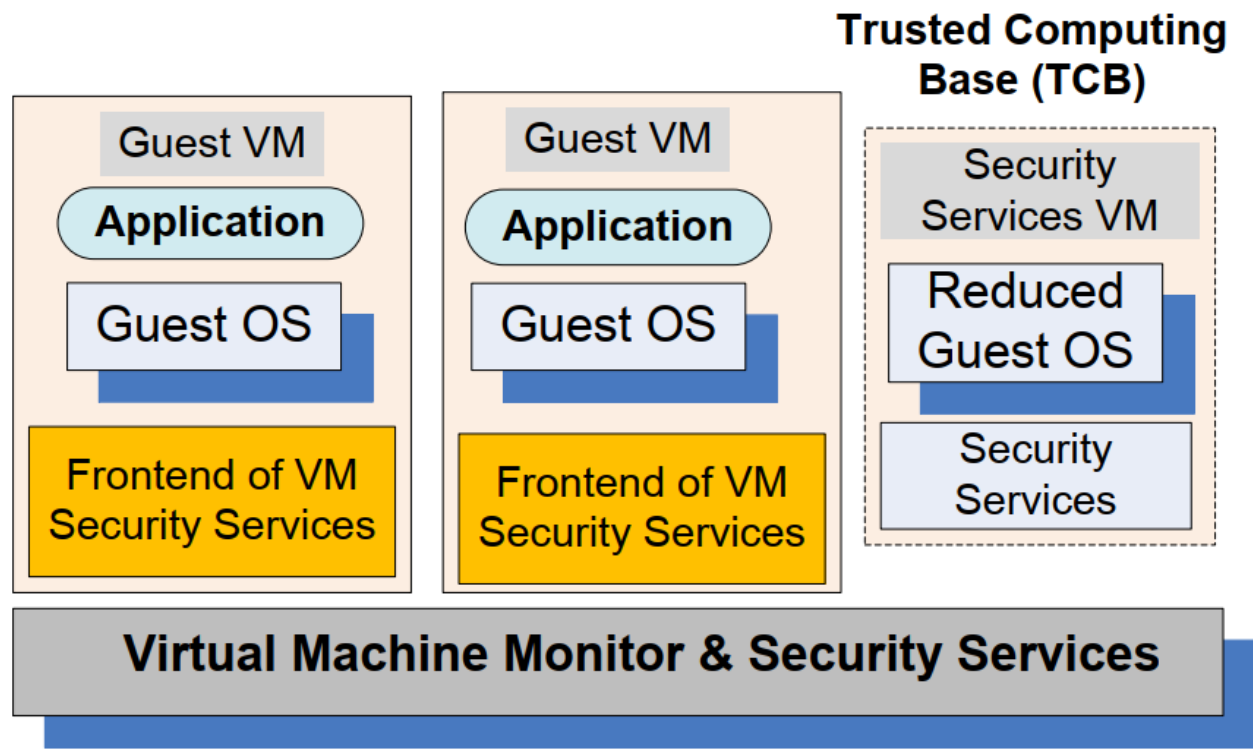 Trusted Computing
Base (TCB)
Guest VM
Application
Guest OS
Frontend of VM
Security Services
Guest VM
Application
Guest OS
Frontend of VM
Security Services
Security
Services VM
Reduced
Guest OS
Security
Services
Virtual Machine Monitor & Security Services